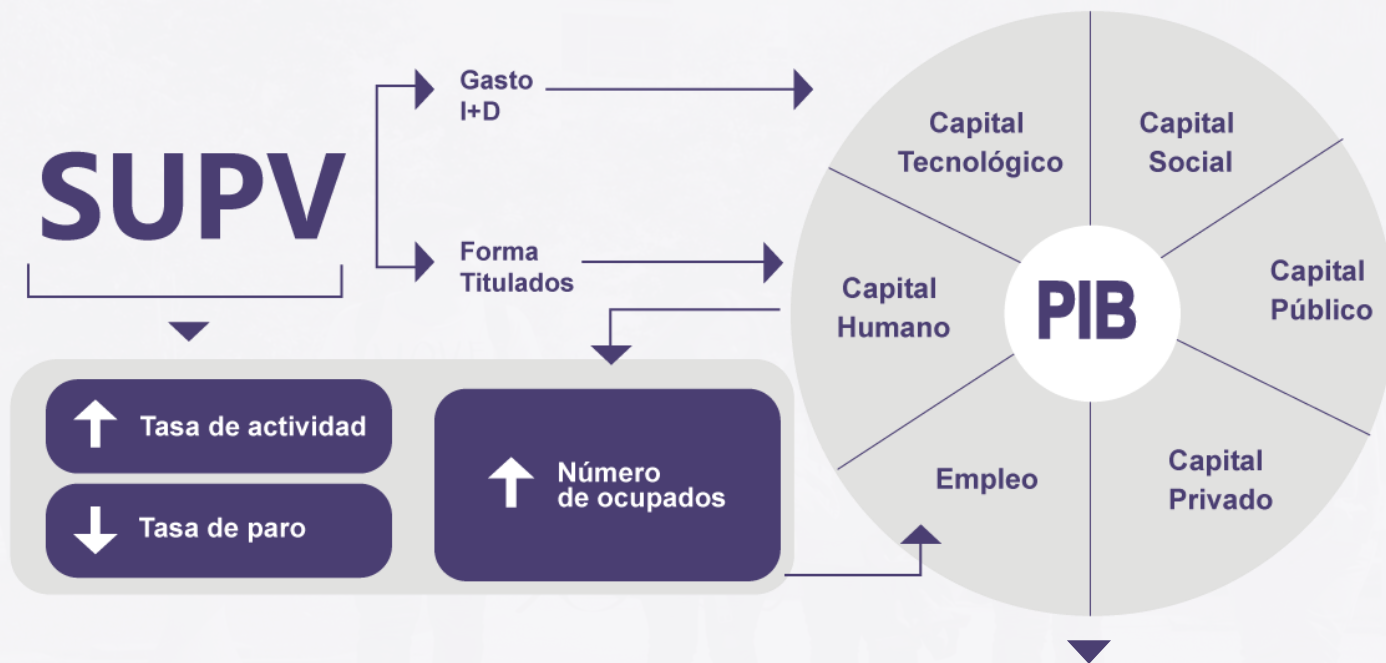 SUPV
Gasto
I+D
Forma
Titulados
Tasa de actividad
Tasa de paro
Número
de ocupados
Capital
Tecnológico
Capital
Social
Capital
Humano
PIB
Capital
Público
Empleo
Capital
Privado